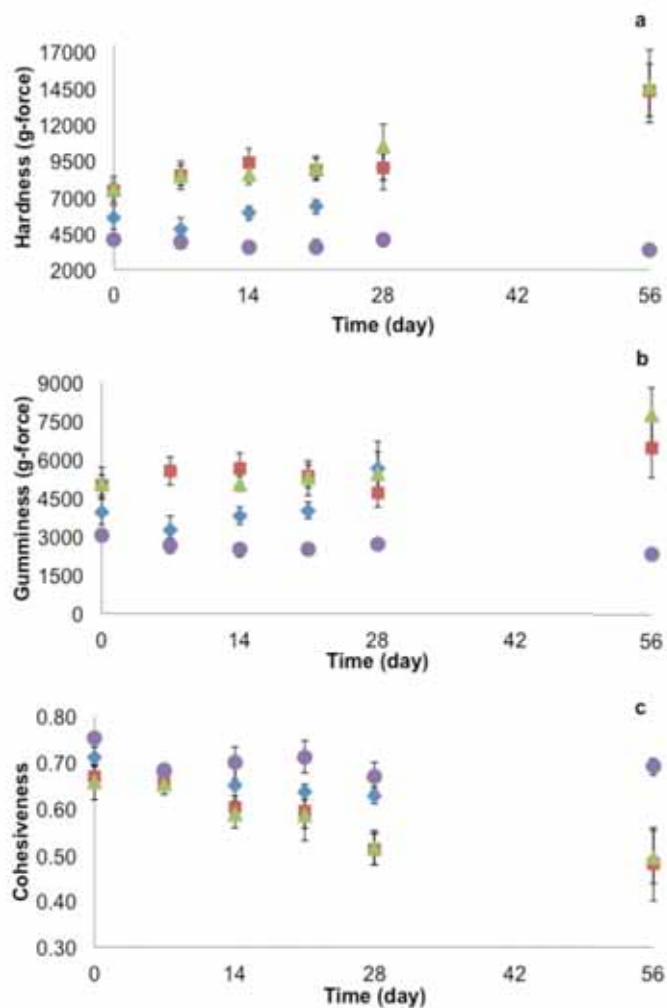 a
17000
14500
12000
9500
7000
4500
2000
Hardness (g-force)
0 14 28 42 56
Time (day)
b
9000
7500
6000
4500
3000
1500
0
Gumminess (g-force)
0 14 28 42 56
Time (day)
c
0.80
0.70
0.60
0.50
0.40
0.30
Cohesiveness
0 14 28 42 56
Time (day)